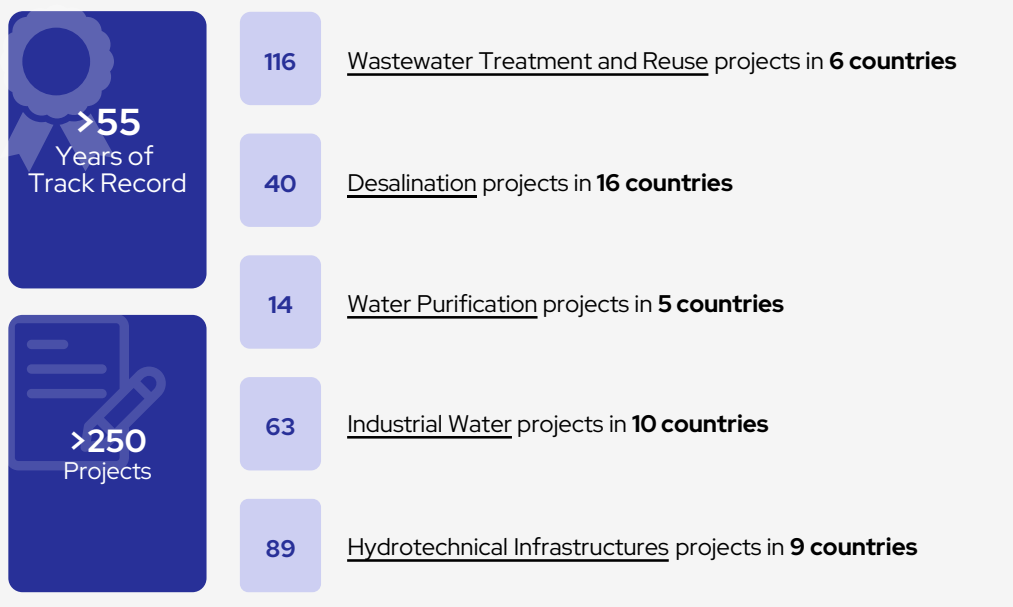 >55
Years of
Track Record
>250
Projects
116
Wastewater Treatment and Reuse projects in 6 countries
40
Desalination projects in 16 countries
14
Water Purification projects in 5 countries
63
Industrial Water projects in 10 countries
89
Hydrotechnical Infrastructures projects in 9 countries